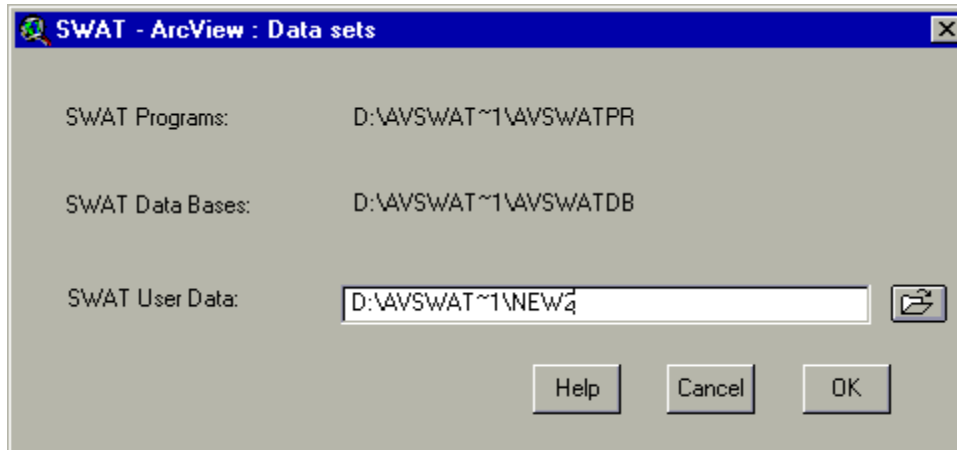 SWAT - ArcView : Data sets
SWAT Programs: D:\AVSWAT~1\AVSWATPR
SWAT Data Bases: D:\AVSWAT~1\AVSWATDB
SWAT User Data: D:\AVSWAT~1\NEW2
Help Cancel OK